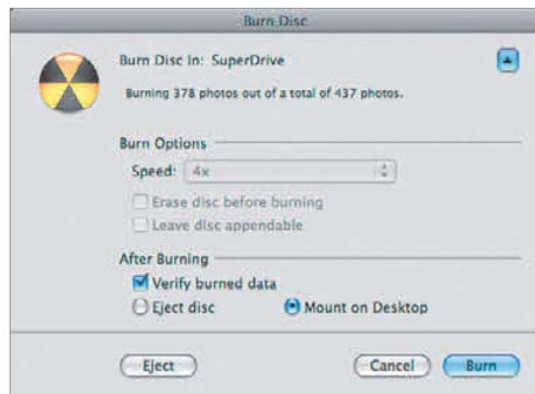 Burn Disc
Burn Disc In: SuperDrive
Burning 378 photos out of a total of 437 photos.
Burn Options
Speed: 4x
Erase disc before burning
Leave disc appendable
After Burning
Verify burned data
Eject disc Mount on Desktop
Eject Cancel Burn